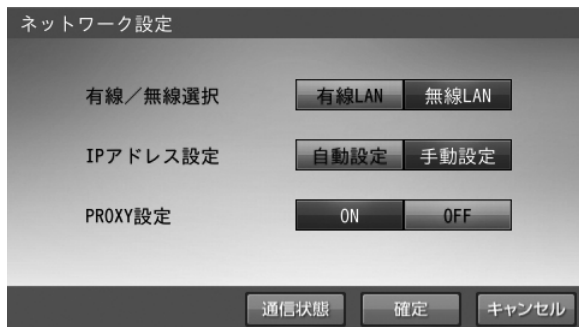 ネットワーク設定
有線／無線選択 有線LAN 無線LAN
IPアドレス設定 自動設定 手動設定
PROXY設定 ON OFF
通信状態 確定 キャンセル